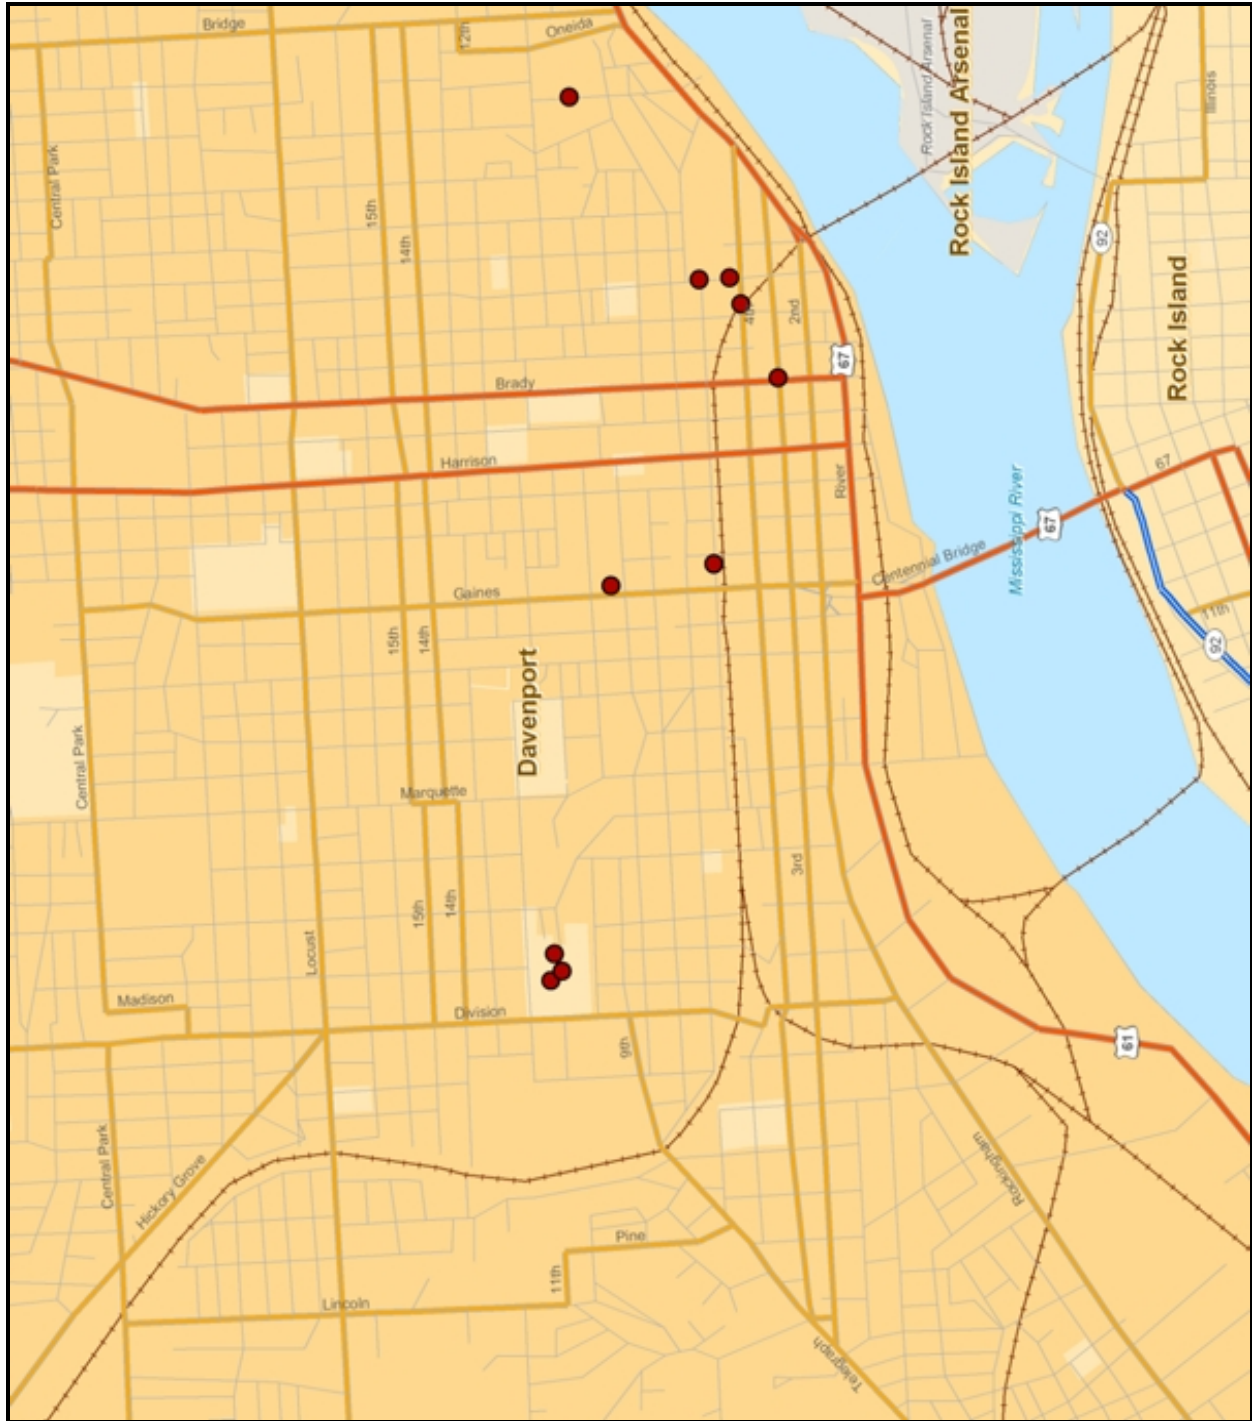 Bridge
12th
Oneida
Rock Island Arsenal
Rock Island Arsenal
Illinois
Central Park
15th
14th
92
4th
2nd
67
Rock Island
Brady
Harrison
River
67
Mississippi River
67
Centennial Bridge
Gaines
11th
15th
14th
92
Davenport
Central Park
Marquette
3rd
15th
14th
Locust
Madison
Division
9th
61
Central Park
Hickory Grove
Rockingham
Pine
11th
Lincoln
Telegraph